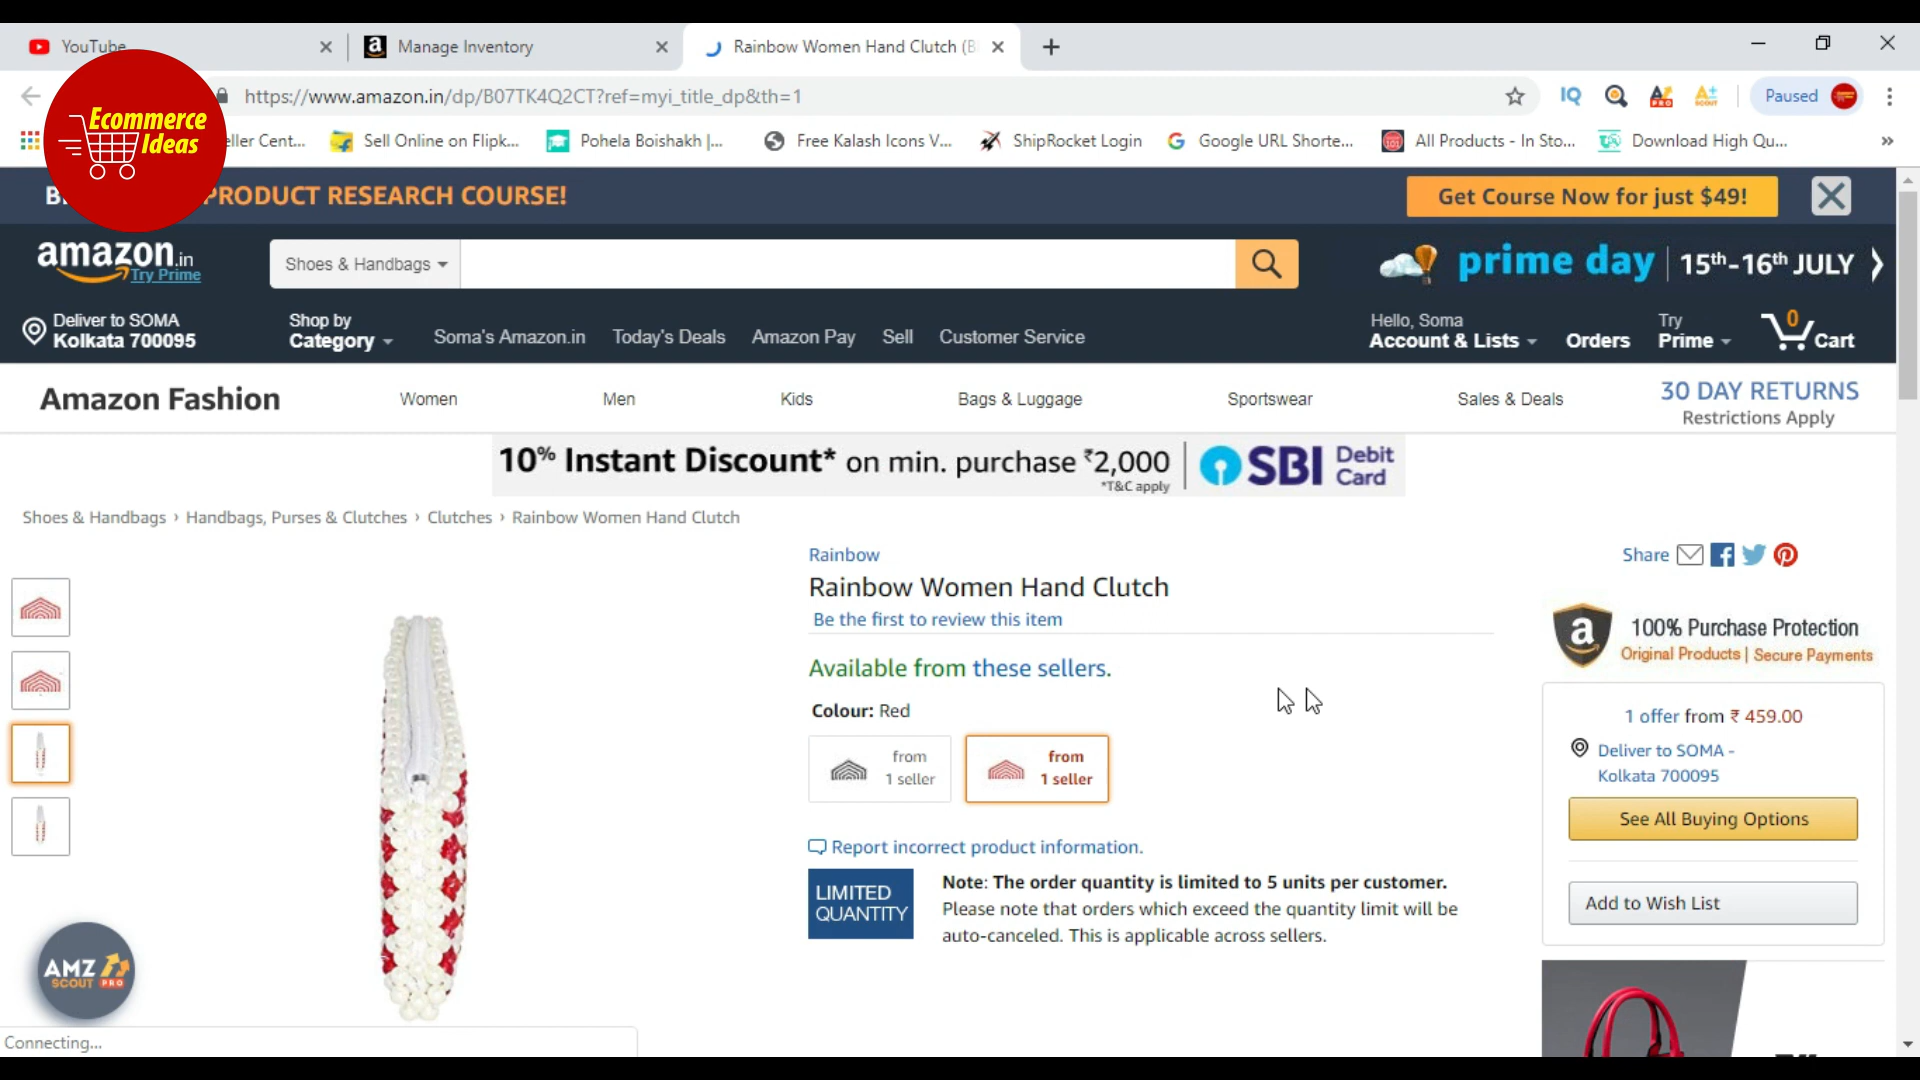 YouTube
Manage Inventory
Rainbow Women Hand Clutch (B
https://www.amazon.in/dp/B07TK4Q2CT?ref=myi_title_dp&th=1
IQ
Paused
Ecommerce
Ideas
eller Cent...
Sell Online on Flipk...
Pohela Boishakh |...
Free Kalash Icons V...
ShipRocket Login
Google URL Shorte...
All Products - In Sto...
Download High Qu...
»
PRODUCT RESEARCH COURSE!
Get Course Now for just $49!
amazon.in
Try Prime
Shoes & Handbags
prime day | 15th-16th JULY
Deliver to SOMA
Kolkata 700095
Shop by
Category
Soma's Amazon.in
Today's Deals
Amazon Pay
Sell
Customer Service
Hello, Soma
Account & Lists
Orders
Try
Prime
0
Cart
Amazon Fashion
Women
Men
Kids
Bags & Luggage
Sportswear
Sales & Deals
30 DAY RETURNS
Restrictions Apply
10% Instant Discount* on min. purchase ₹2,000
*T&C apply
SBI Debit
Card
Shoes & Handbags › Handbags, Purses & Clutches › Clutches › Rainbow Women Hand Clutch
Rainbow
Rainbow Women Hand Clutch
Be the first to review this item
Available from these sellers.
Colour: Red
from
1 seller
from
1 seller
Report incorrect product information.
LIMITED
QUANTITY
Note: The order quantity is limited to 5 units per customer.
Please note that orders which exceed the quantity limit will be
auto-canceled. This is applicable across sellers.
Share
100% Purchase Protection
Original Products | Secure Payments
1 offer from ₹ 459.00
Deliver to SOMA -
Kolkata 700095
See All Buying Options
Add to Wish List
AMZ
SCOUT PRO
Connecting...